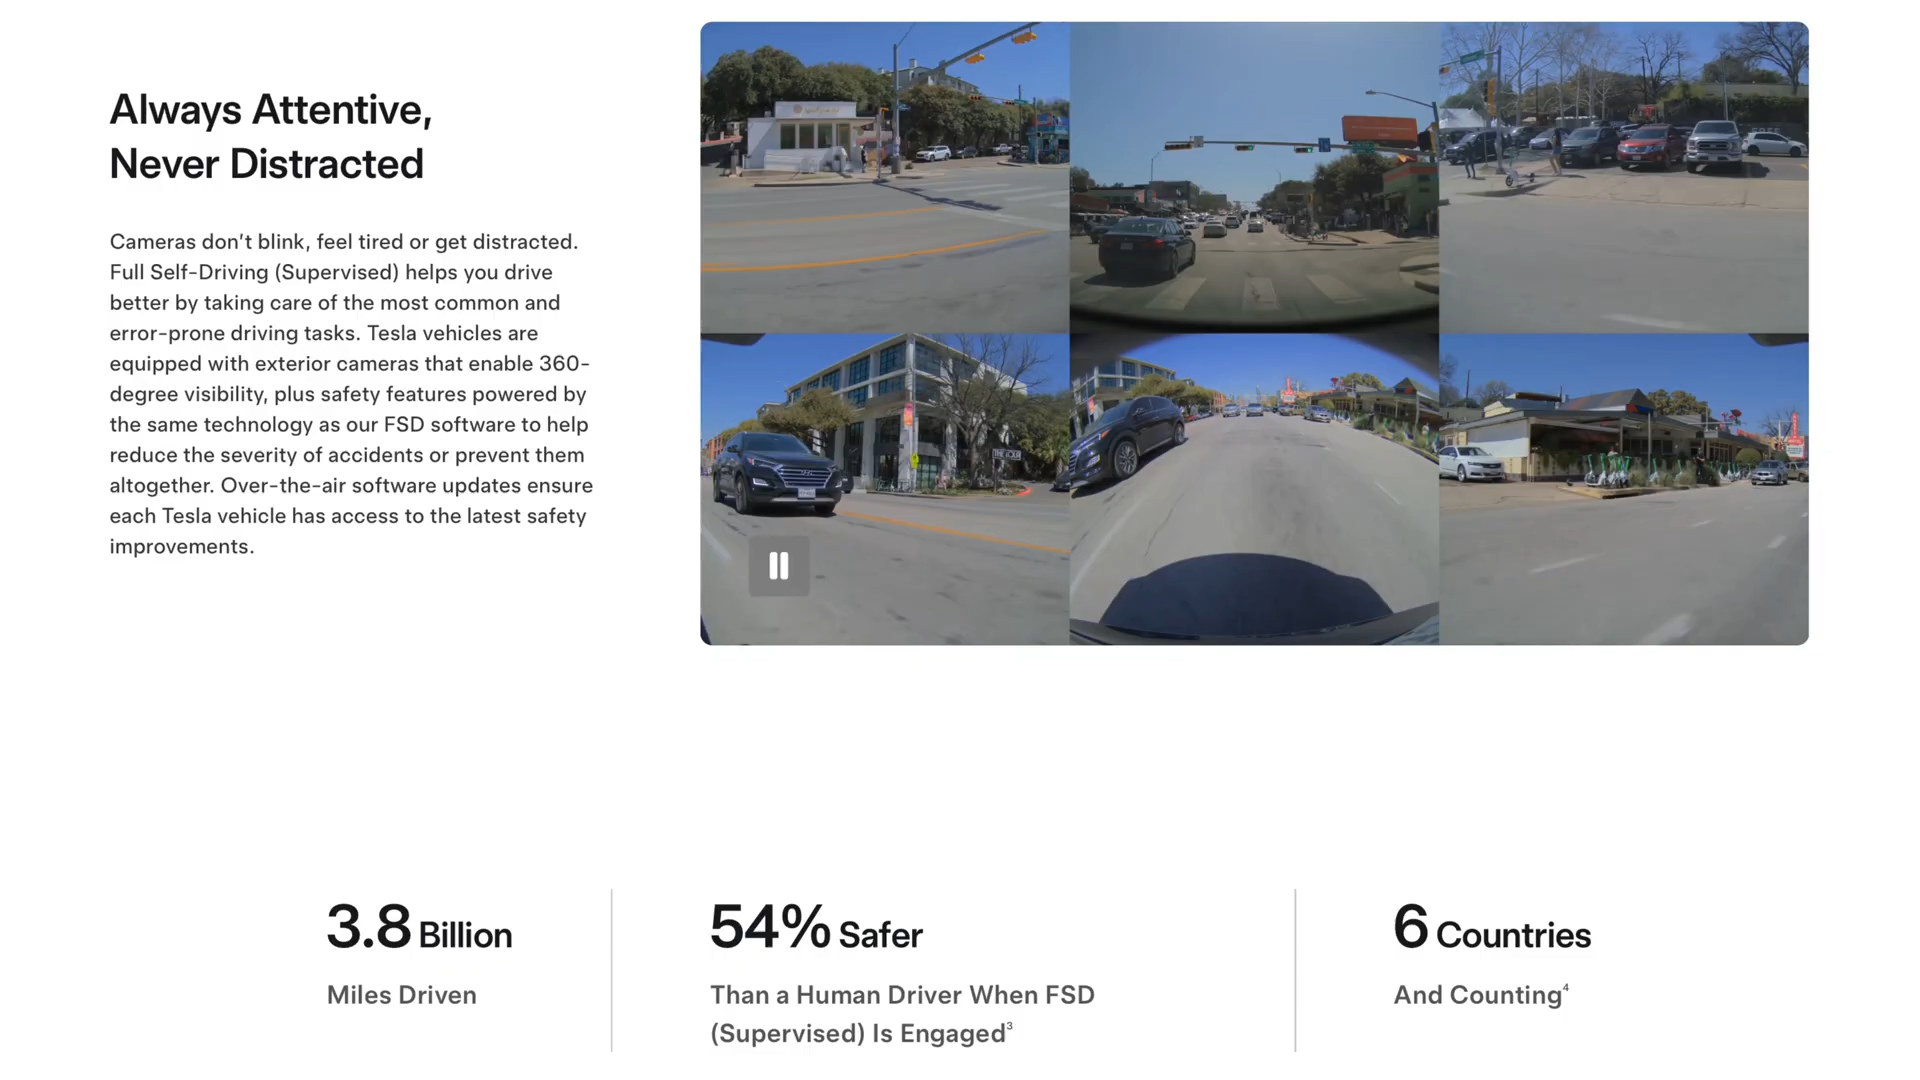 Always Attentive,
Never Distracted
Cameras don’t blink, feel tired or get distracted.
Full Self-Driving (Supervised) helps you drive
better by taking care of the most common and
error-prone driving tasks. Tesla vehicles are
equipped with exterior cameras that enable 360-
degree visibility, plus safety features powered by
the same technology as our FSD software to help
reduce the severity of accidents or prevent them
altogether. Over-the-air software updates ensure
each Tesla vehicle has access to the latest safety
improvements.
3.8 Billion
Miles Driven
54% Safer
Than a Human Driver When FSD
(Supervised) Is Engaged3
6 Countries
And Counting4